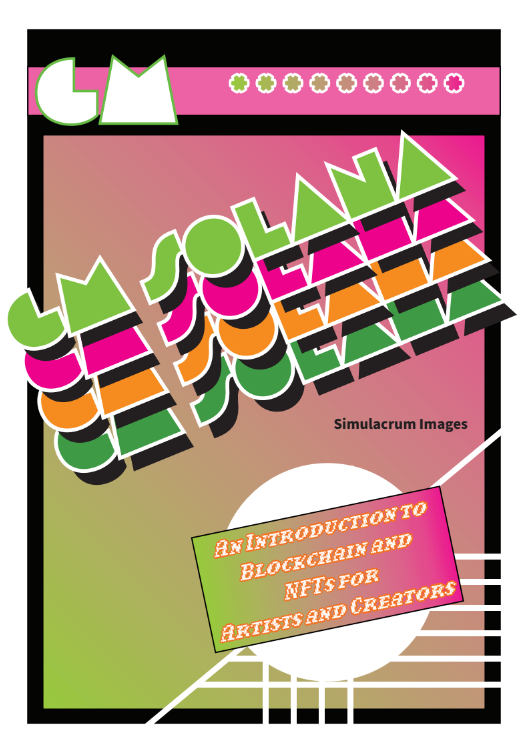 GM
GM SOLANA
GM SOLANA
GM SOLANA
GM SOLANA
Simulacrum Images
An Introduction to
Blockchain and
NFTs for
Artists and Creators